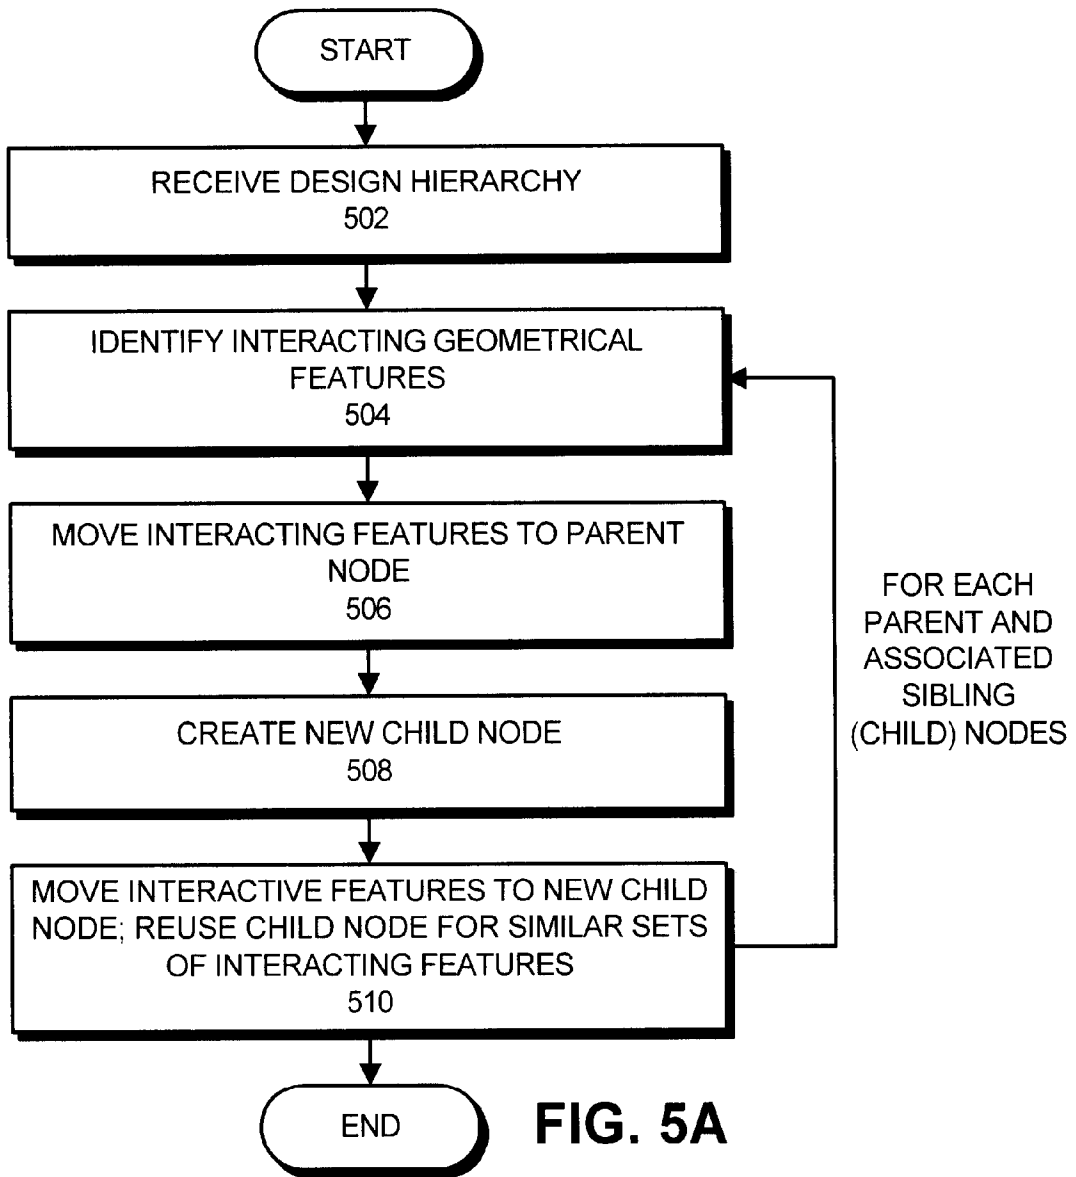 START
RECEIVE DESIGN HIERARCHY
502
IDENTIFY INTERACTING GEOMETRICAL
FEATURES
504
MOVE INTERACTING FEATURES TO PARENT
NODE
506
CREATE NEW CHILD NODE
508
MOVE INTERACTIVE FEATURES TO NEW CHILD
NODE; REUSE CHILD NODE FOR SIMILAR SETS
OF INTERACTING FEATURES
510
FOR EACH
PARENT AND
ASSOCIATED
SIBLING
(CHILD) NODES
END
FIG. 5A